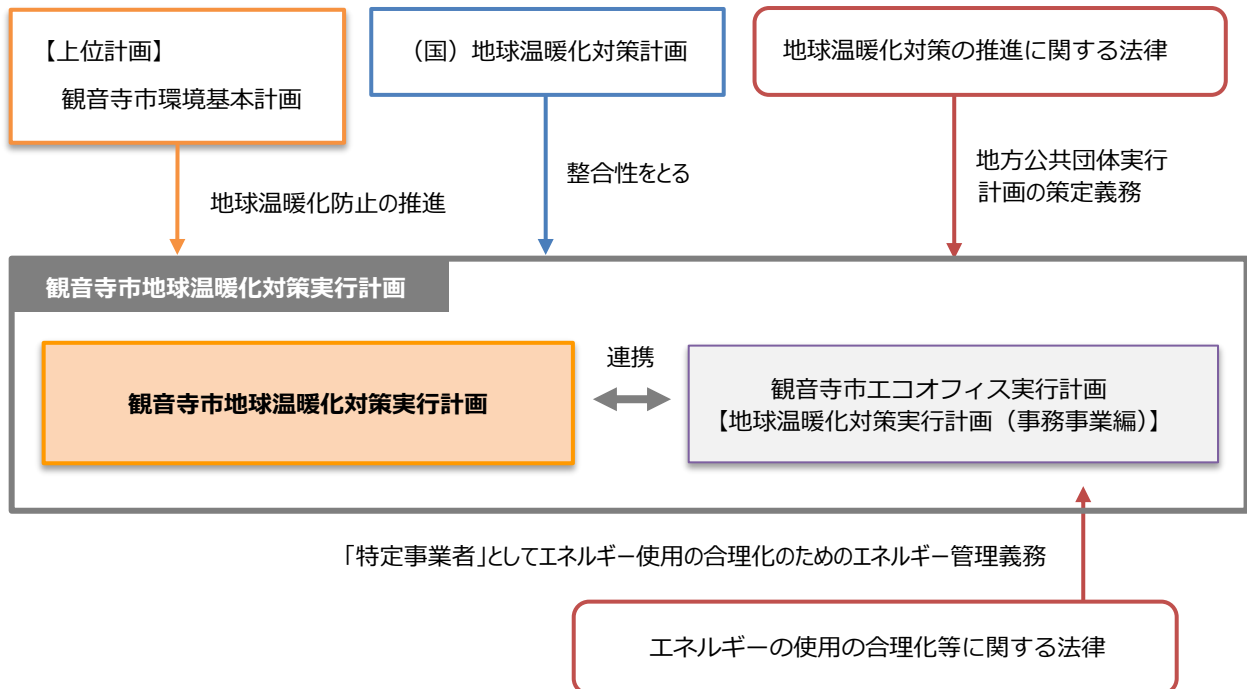 【上位計画】
観音寺市環境基本計画
（国）地球温暖化対策計画
地球温暖化対策の推進に関する法律
地球温暖化防止の推進
整合性をとる
地方公共団体実行
計画の策定義務
観音寺市地球温暖化対策実行計画
観音寺市地球温暖化対策実行計画
連携
観音寺市エコオフィス実行計画
【地球温暖化対策実行計画（事務事業編）】
「特定事業者」としてエネルギー使用の合理化のためのエネルギー管理義務
エネルギーの使用の合理化等に関する法律